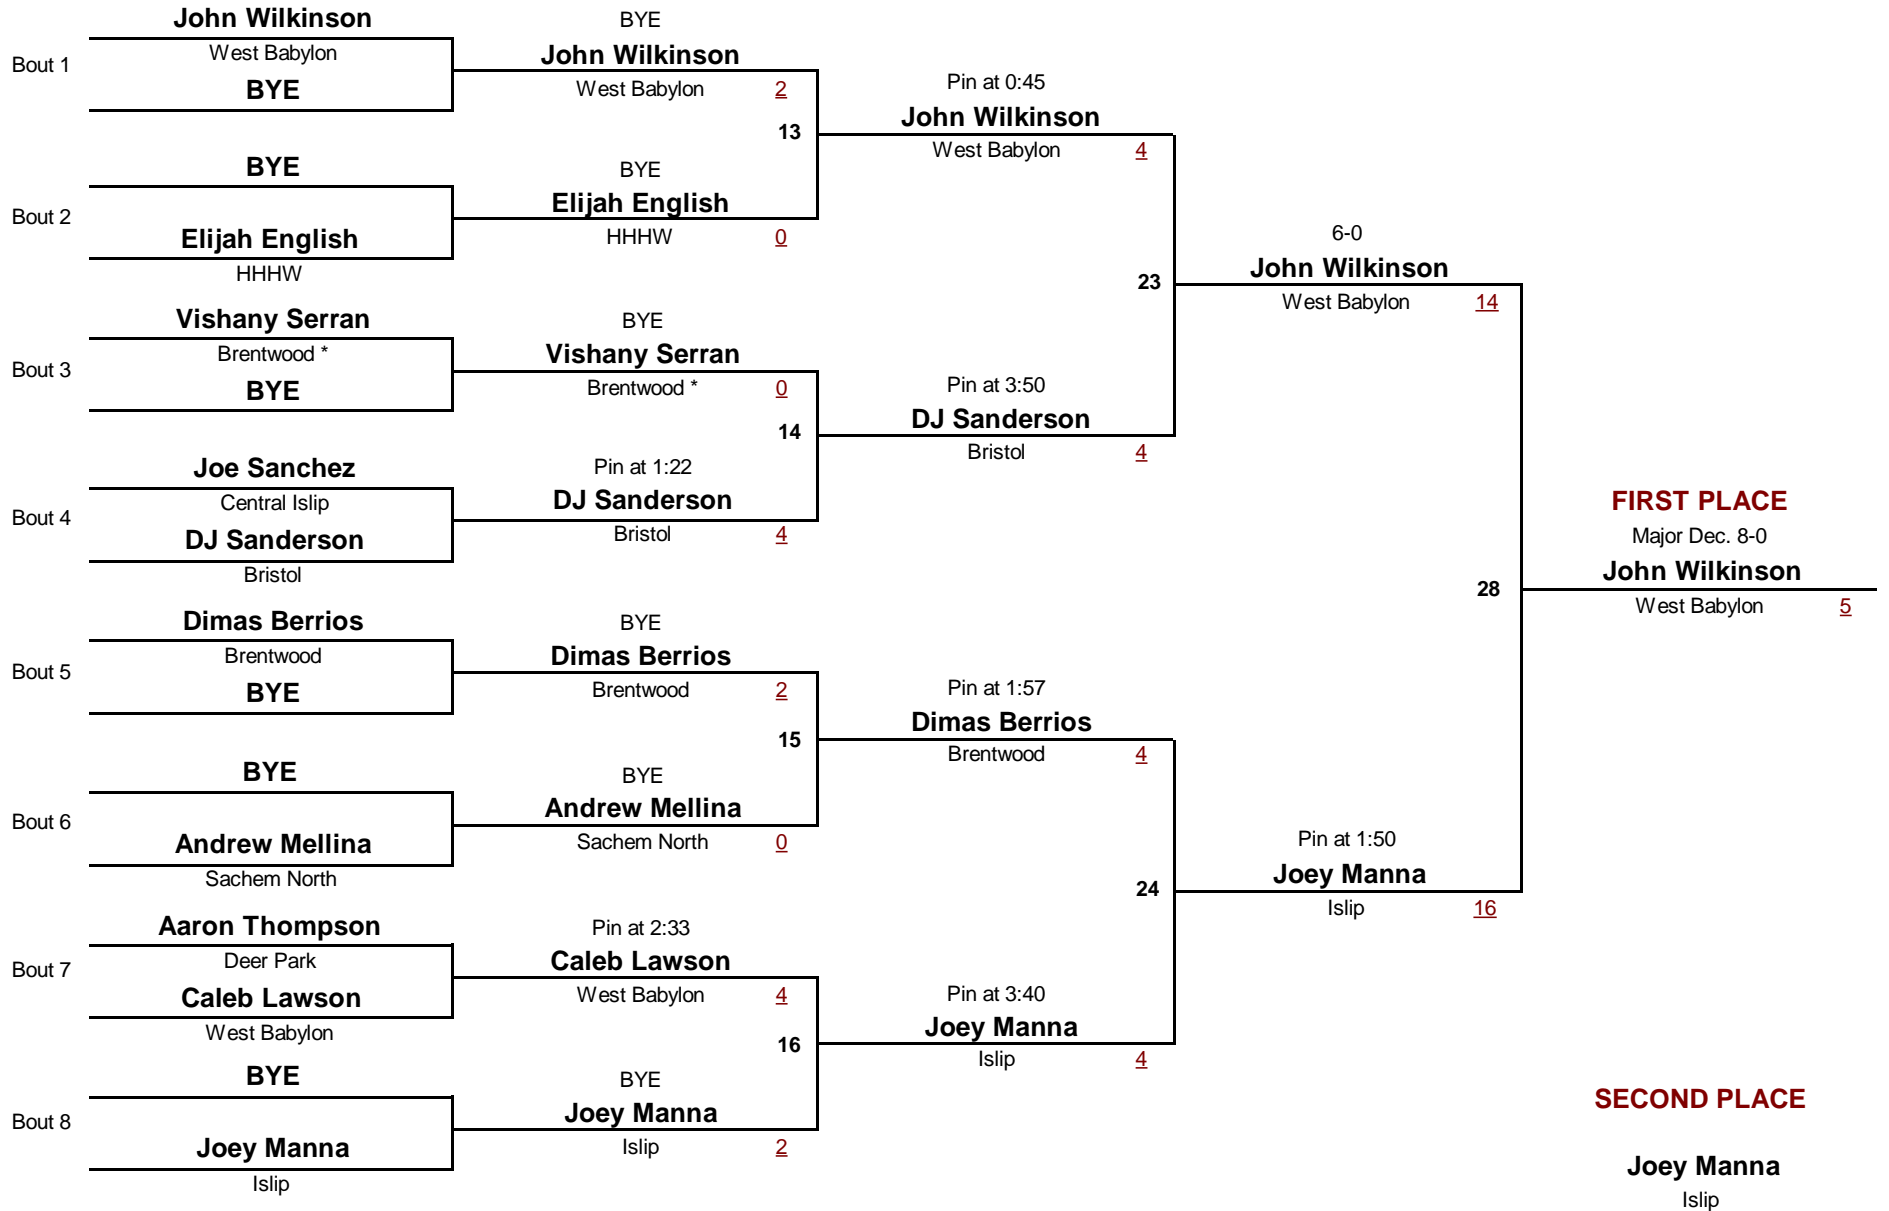 John Wilkinson
Bout 1
West Babylon
BYE
BYE
Bout 2
Elijah English
HHHW
Vishany Serran
Bout 3
Brentwood *
BYE
Joe Sanchez
Bout 4
Central Islip
DJ Sanderson
Bristol
Dimas Berrios
Bout 5
Brentwood
BYE
BYE
Bout 6
Andrew Mellina
Sachem North
Aaron Thompson
Bout 7
Deer Park
Caleb Lawson
West Babylon
BYE
Bout 8
Joey Manna
Islip
BYE
John Wilkinson
West Babylon 2
13
BYE
Elijah English
HHHW 0
BYE
Vishany Serran
Brentwood * 0
14
Pin at 1:22
DJ Sanderson
Bristol 4
BYE
Dimas Berrios
Brentwood 2
15
BYE
Andrew Mellina
Sachem North 0
Pin at 2:33
Caleb Lawson
West Babylon 4
16
BYE
Joey Manna
Islip 2
Pin at 0:45
John Wilkinson
West Babylon 4
23
Pin at 3:50
DJ Sanderson
Bristol 4
Pin at 1:57
Dimas Berrios
Brentwood 4
24
Pin at 3:40
Joey Manna
Islip 4
6-0
John Wilkinson
West Babylon 14
28
Pin at 1:50
Joey Manna
Islip 16
FIRST PLACE
Major Dec. 8-0
John Wilkinson
West Babylon 5
SECOND PLACE
Joey Manna
Islip